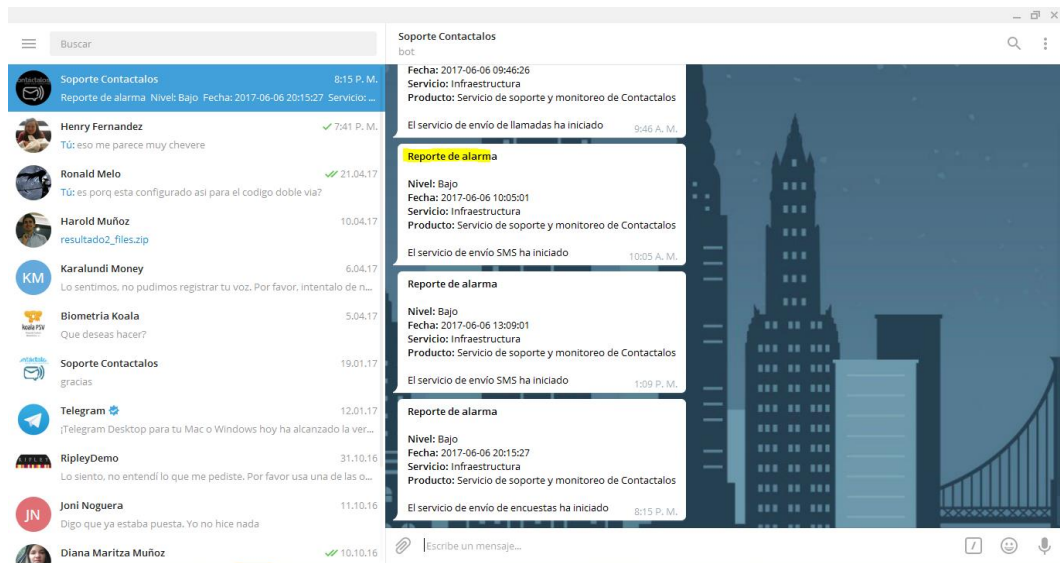 Buscar
Soporte Contactalos
8:15 P. M.
Reporte de alarma Nivel: Bajo Fecha: 2017-06-06 20:15:27 Servicio: ...
Henry Fernandez
7:41 P. M.
Tú: eso me parece muy chevere
Ronald Melo
21.04.17
Tú: es porq esta configurado asi para el codigo doble via?
Harold Muñoz
10.04.17
resultado2_files.zip
KM
Karalundi Money
6.04.17
Lo sentimos, no pudimos registrar tu voz. Por favor, intentalo de n...
Biometria Koala
5.04.17
Que deseas hacer?
Soporte Contactalos
19.01.17
gracias
Telegram
12.01.17
¡Telegram Desktop para tu Mac o Windows hoy ha alcanzado la ver...
RipleyDemo
31.10.16
Lo siento, no entendí lo que me pediste. Por favor usa una de las o...
JN
Joni Noguera
11.10.16
Digo que ya estaba puesta. Yo no hice nada
Diana Maritza Muñoz
10.10.16
Soporte Contactalos
bot
Fecha: 2017-06-06 09:46:26
Servicio: Infraestructura
Producto: Servicio de soporte y monitoreo de Contactalos
El servicio de envío de llamadas ha iniciado
9:46 A. M.
Reporte de alarma
Nivel: Bajo
Fecha: 2017-06-06 10:05:01
Servicio: Infraestructura
Producto: Servicio de soporte y monitoreo de Contactalos
El servicio de envío SMS ha iniciado
10:05 A. M.
Reporte de alarma
Nivel: Bajo
Fecha: 2017-06-06 13:09:01
Servicio: Infraestructura
Producto: Servicio de soporte y monitoreo de Contactalos
El servicio de envío SMS ha iniciado
1:09 P. M.
Reporte de alarma
Nivel: Bajo
Fecha: 2017-06-06 20:15:27
Servicio: Infraestructura
Producto: Servicio de soporte y monitoreo de Contactalos
El servicio de envío de encuestas ha iniciado
8:15 P. M.
Escribe un mensaje...